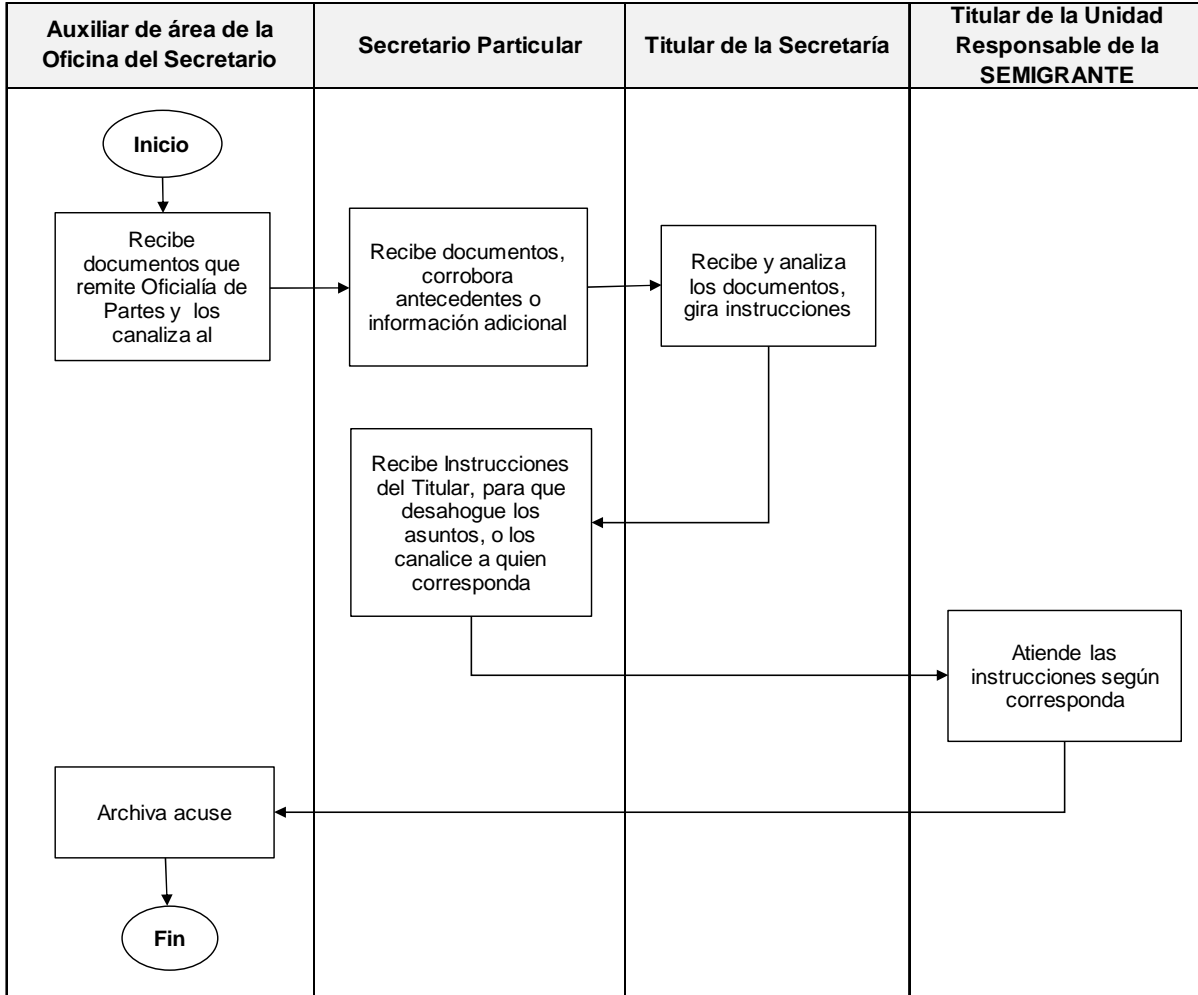 Auxiliar de área de la
Oficina del Secretario
Secretario Particular
Titular de la Secretaría
Titular de la Unidad
Responsable de la
SEMIGRANTE
Inicio
Recibe
documentos que
remite Oficialía de
Partes y los
canaliza al
Recibe documentos,
corrobora
antecedentes o
información adicional
Recibe y analiza
los documentos,
gira instrucciones
Recibe Instrucciones
del Titular, para que
desahogue los
asuntos, o los
canalice a quien
corresponda
Atiende las
instrucciones según
corresponda
Archiva acuse
Fin